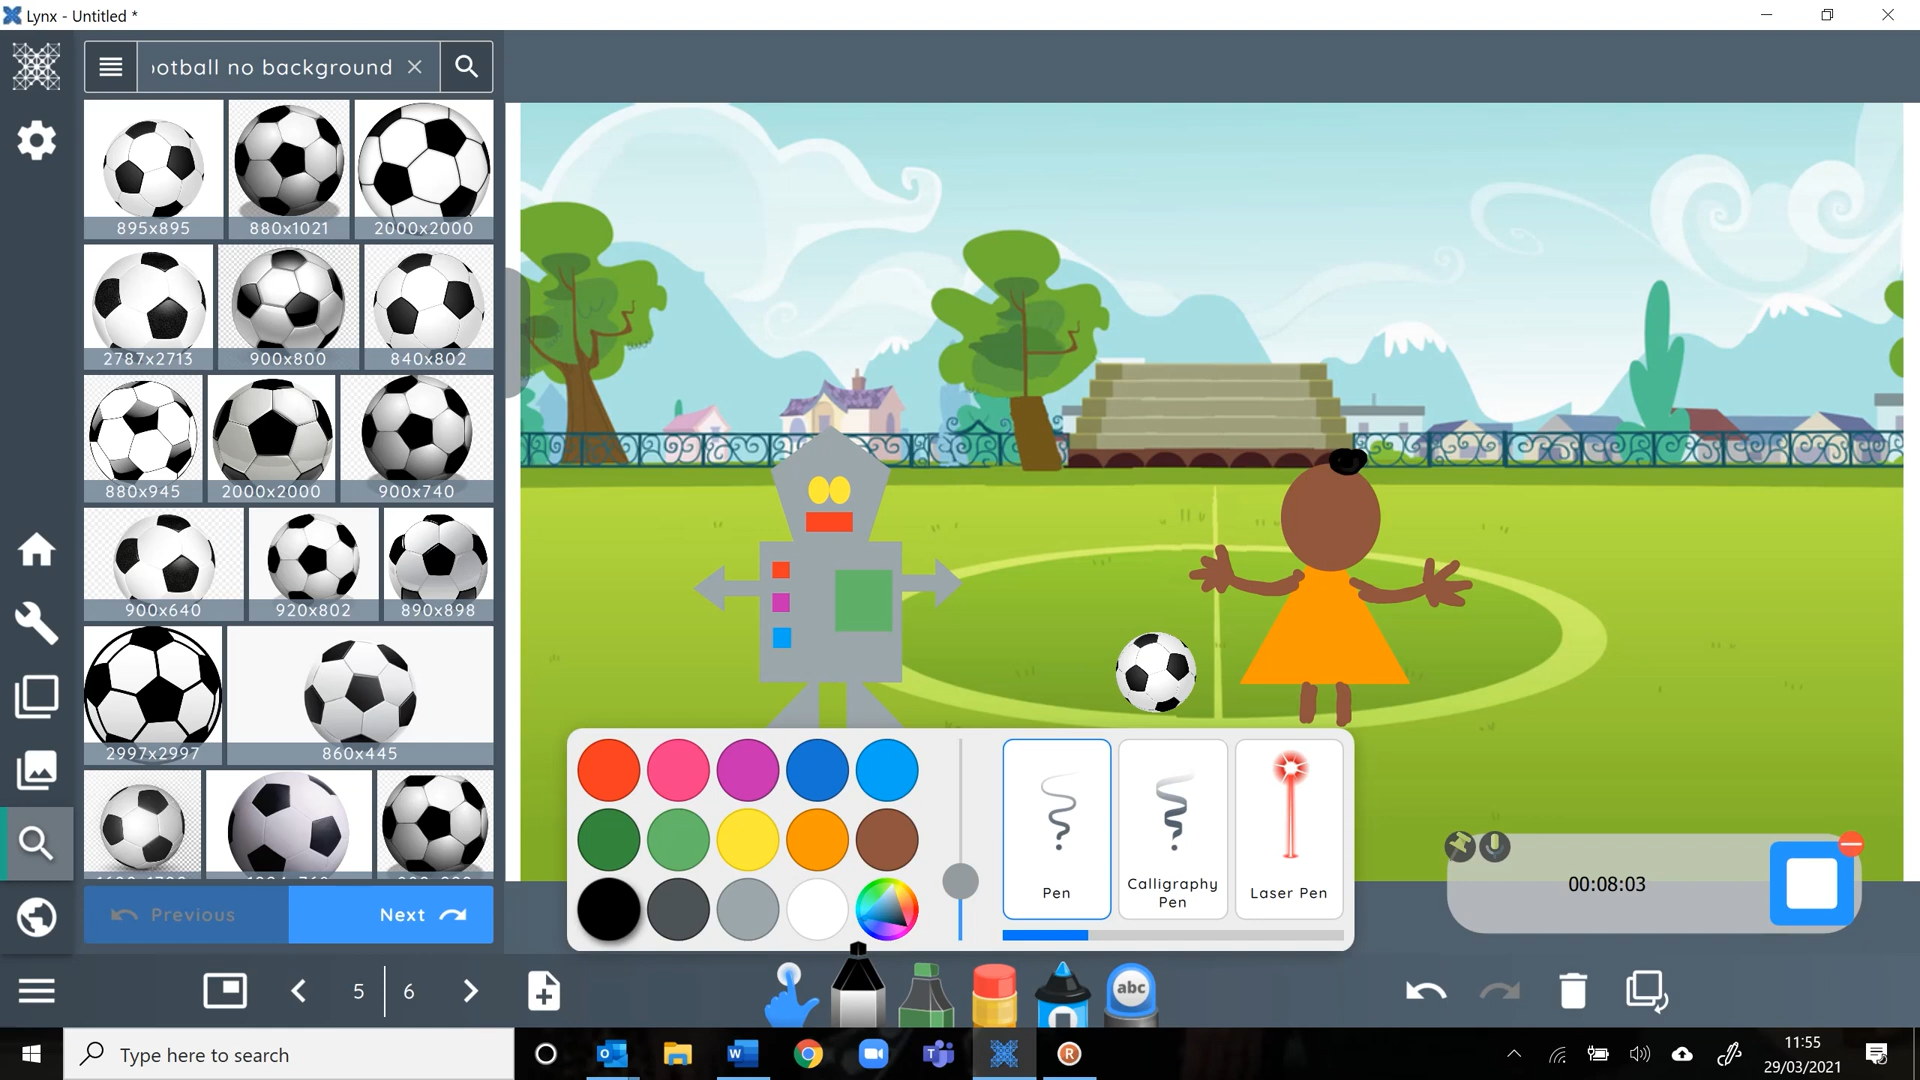 Lynx - Untitled *
ootball no background
895x895
880x1021
2000x2000
2787x2713
900x800
840x802
880x945
2000x2000
900x740
900x640
920x802
890x898
2997x2997
860x445
Previous
Next
Pen
Calligraphy
Pen
Laser Pen
00:08:03
5
6
abc
Type here to search
11:55
29/03/2021